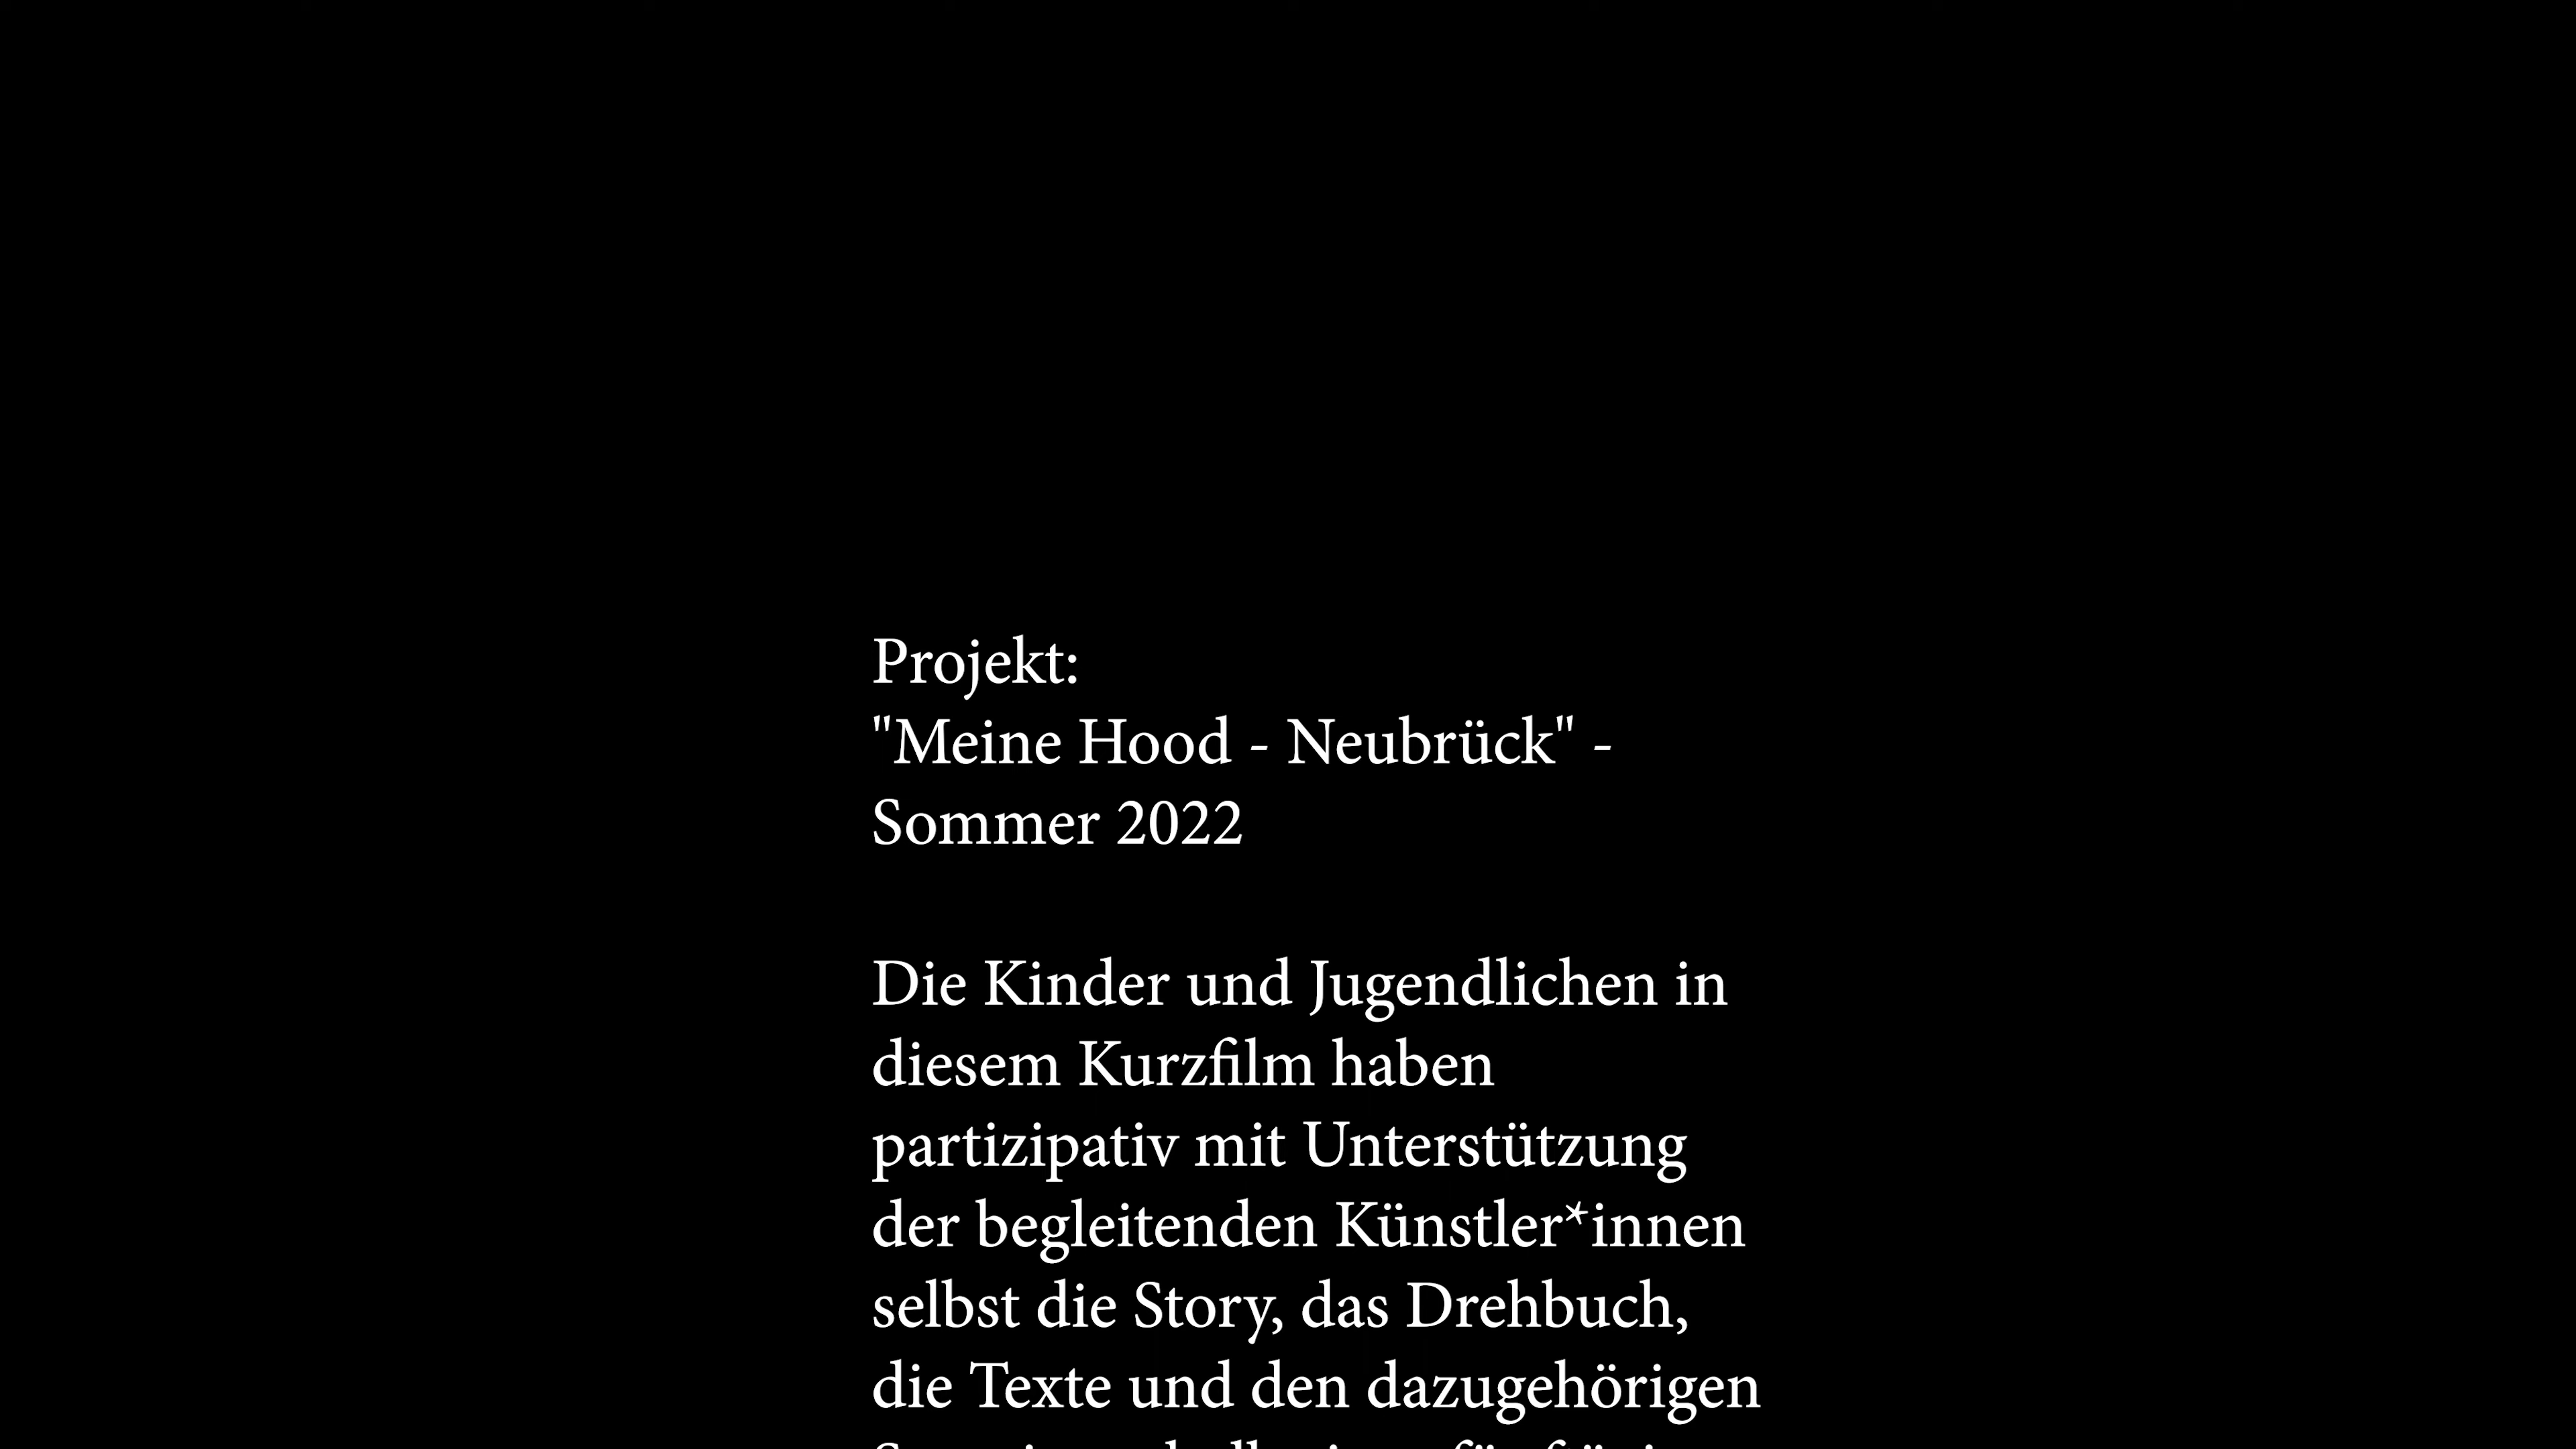 Projekt:
"Meine Hood - Neubrück" -
Sommer 2022
Die Kinder und Jugendlichen in
diesem Kurzfilm haben
partizipativ mit Unterstützung
der begleitenden Künstler*innen
selbst die Story, das Drehbuch,
die Texte und den dazugehörigen